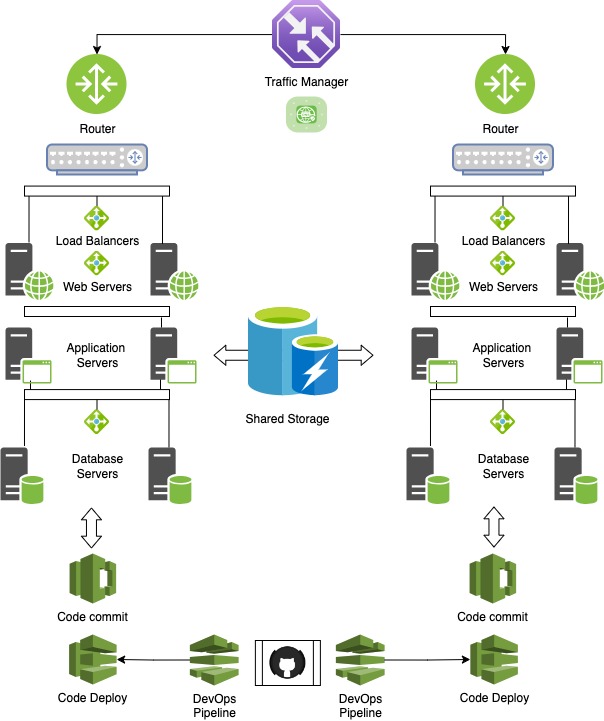 Traffic Manager
Router
Router
Load Balancers
Load Balancers
Web Servers
Web Servers
Application
Servers
Application
Servers
Shared Storage
Database
Servers
Database
Servers
Code commit
Code commit
Code Deploy
DevOps
Pipeline
DevOps
Pipeline
Code Deploy